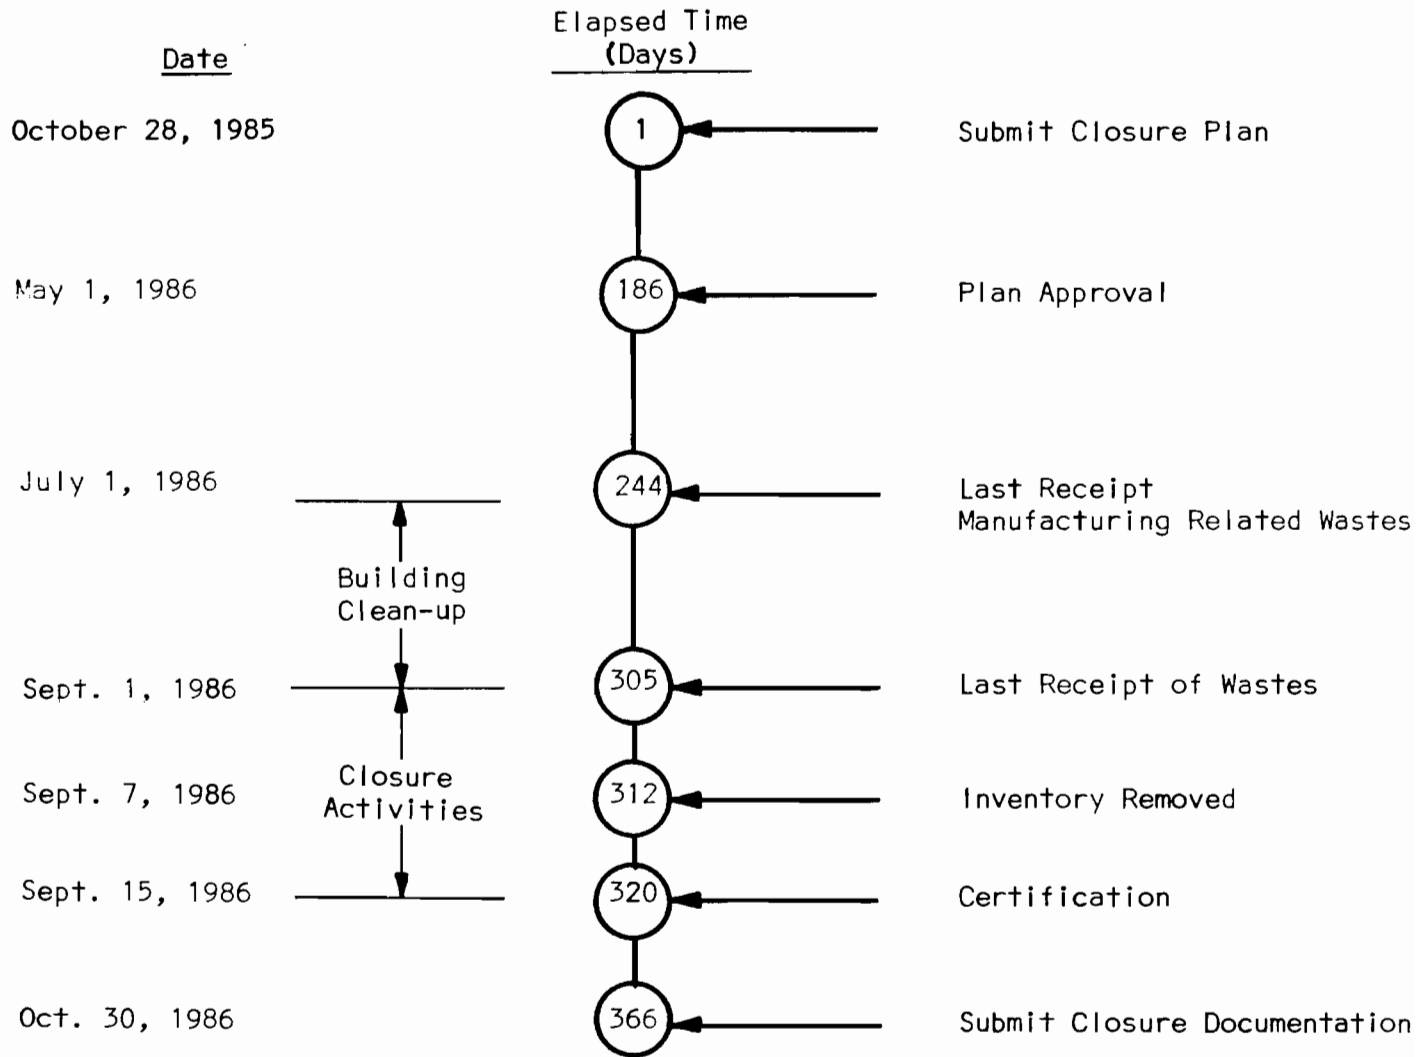 Date
Elapsed Time
(Days)
October 28, 1985
1
Submit Closure Plan
May 1, 1986
186
Plan Approval
July 1, 1986
244
Last Receipt
Manufacturing Related Wastes
Building
Clean-up
Sept. 1, 1986
305
Last Receipt of Wastes
Closure
Activities
Sept. 7, 1986
312
Inventory Removed
Sept. 15, 1986
320
Certification
Oct. 30, 1986
366
Submit Closure Documentation